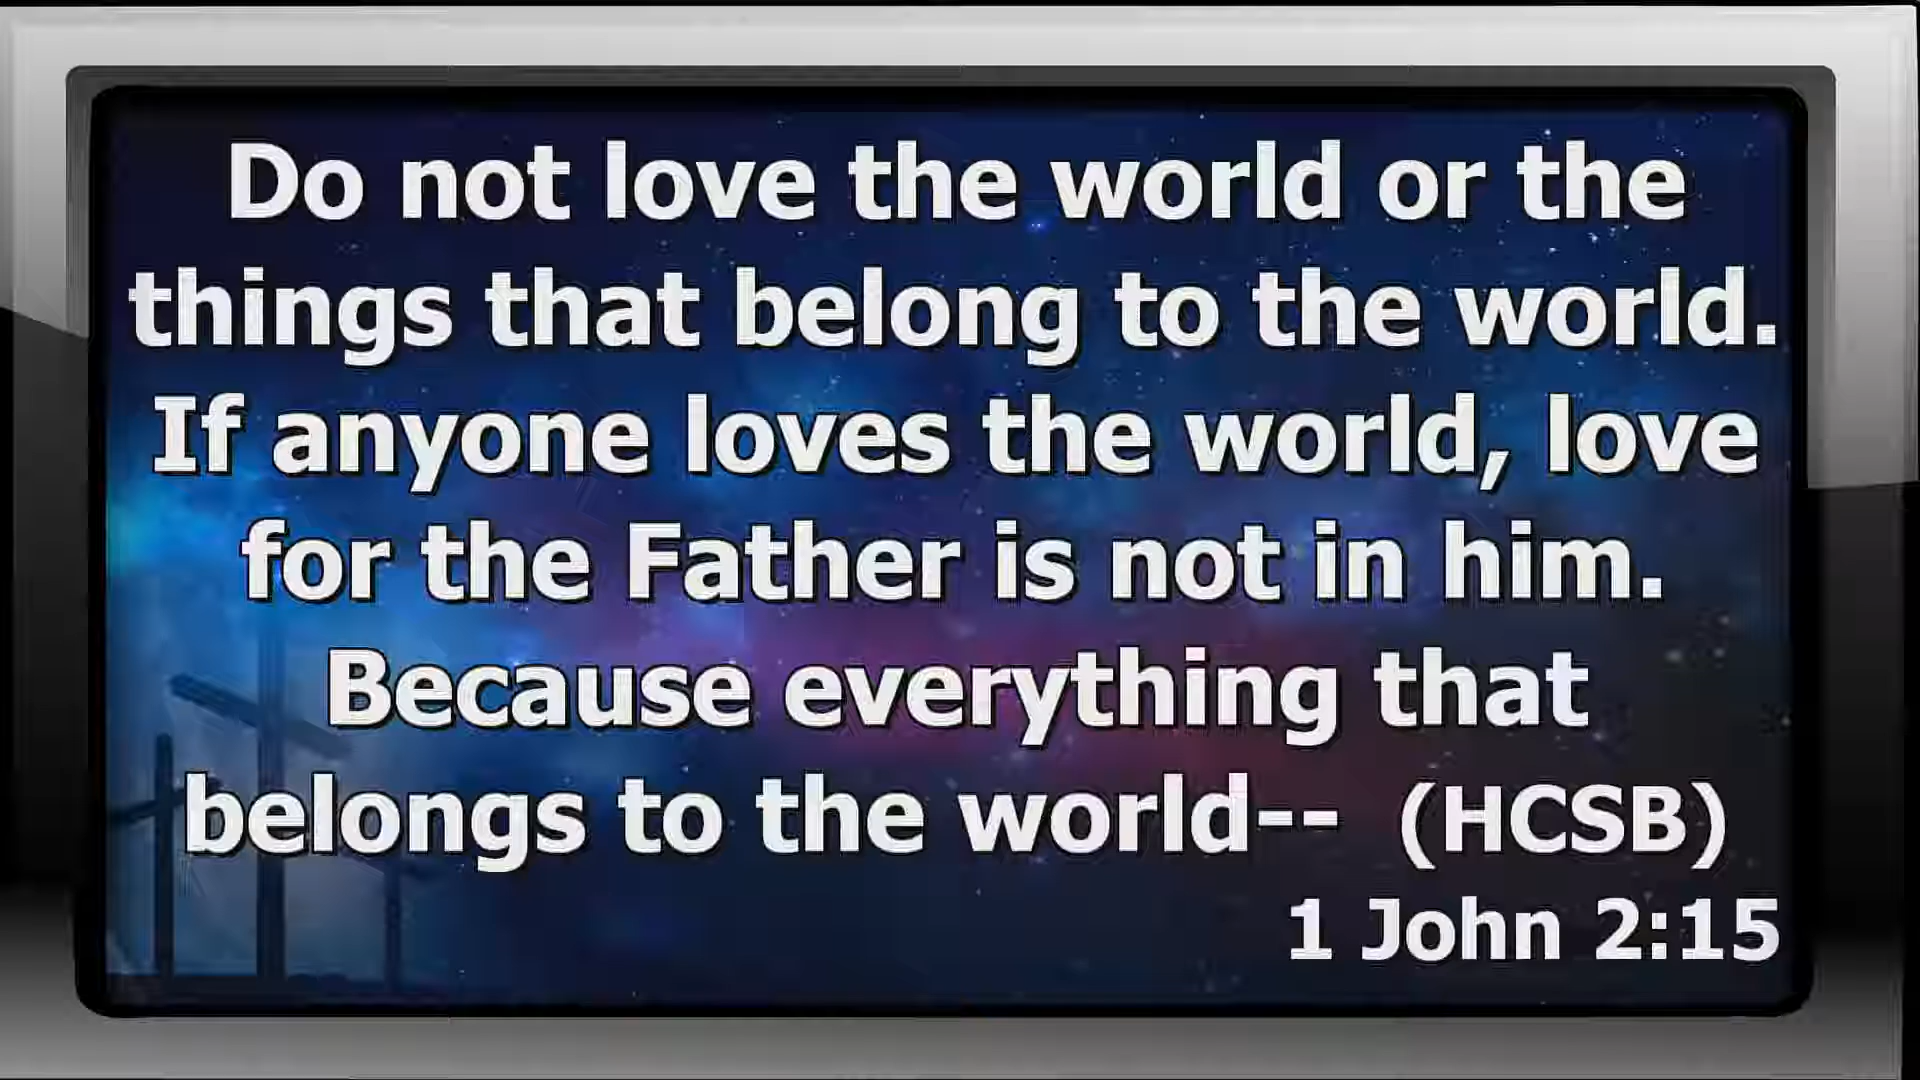 Do not love the world or the
things that belong to the world.
If anyone loves the world, love
for the Father is not in him.
Because everything that
belongs to the world-- (HCSB)
1 John 2:15